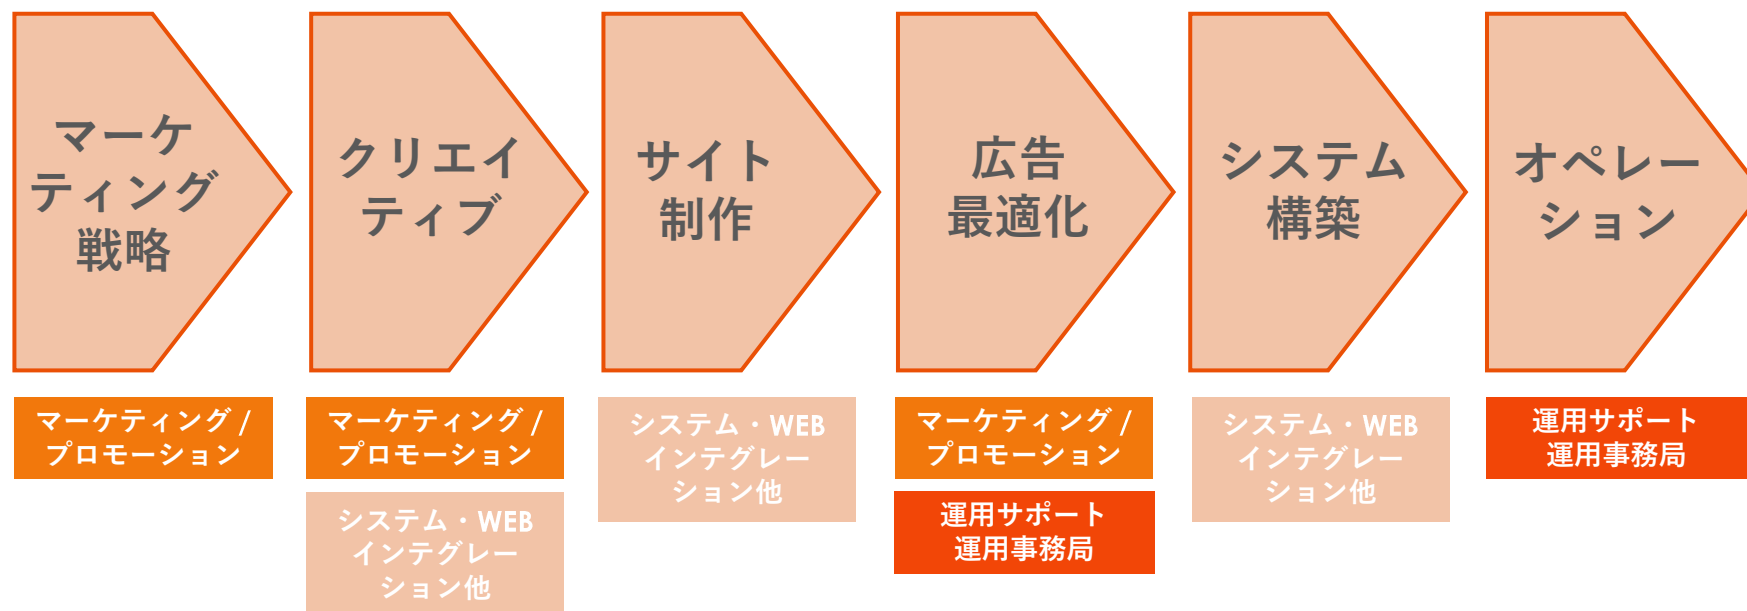 マーケ
ティング
戦略
クリエイ
ティブ
サイト
制作
広告
最適化
システム
構築
オペレー
ション
マーケティング /
プロモーション
マーケティング /
プロモーション
システム・WEB
インテグレー
ション他
システム・WEB
インテグレー
ション他
マーケティング /
プロモーション
運用サポート
運用事務局
システム・WEB
インテグレー
ション他
運用サポート
運用事務局